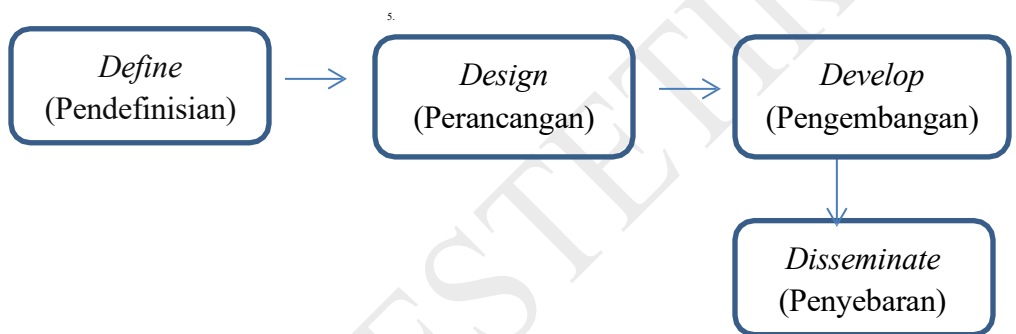 5.
Define
(Pendefinisian)
Design
(Perancangan)
Develop
(Pengembangan)
Disseminate
(Penyebaran)